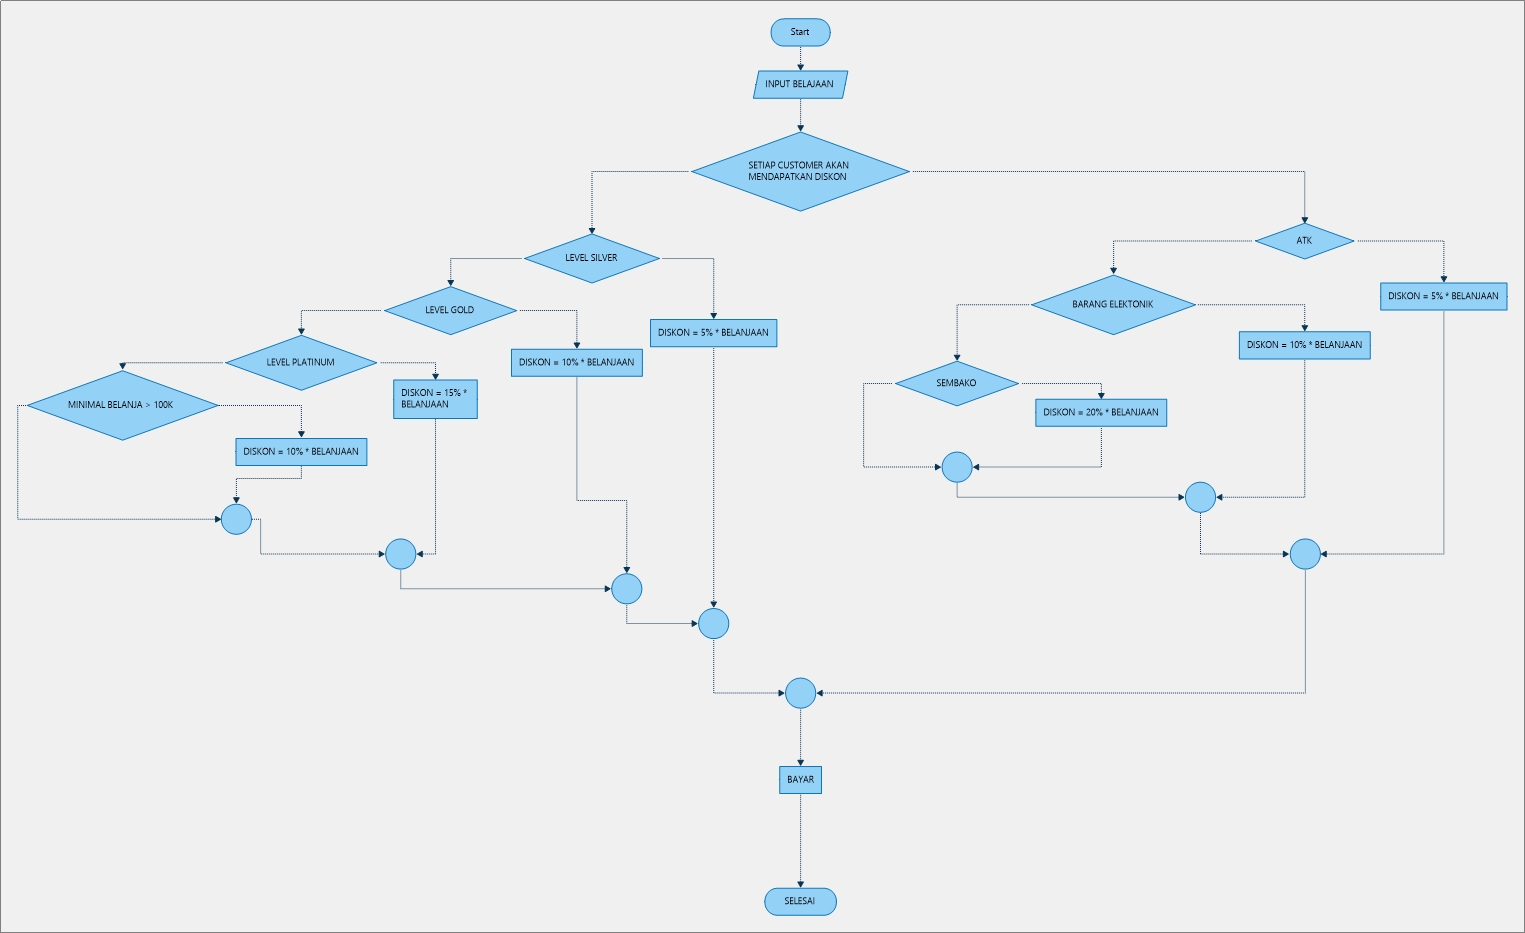 Start
INPUT BELAJAAN
SETIAP CUSTOMER AKAN
MENDAPATKAN DISKON
LEVEL SILVER
ATK
LEVEL GOLD
BARANG ELEKTONIK
DISKON = 5% * BELANJAAN
DISKON = 5% * BELANJAAN
LEVEL PLATINUM
DISKON = 10% * BELANJAAN
DISKON = 10% * BELANJAAN
MINIMAL BELANJA > 100K
DISKON = 15% *
BELANJAAN
SEMBAKO
DISKON = 20% * BELANJAAN
DISKON = 10% * BELANJAAN
BAYAR
SELESAI